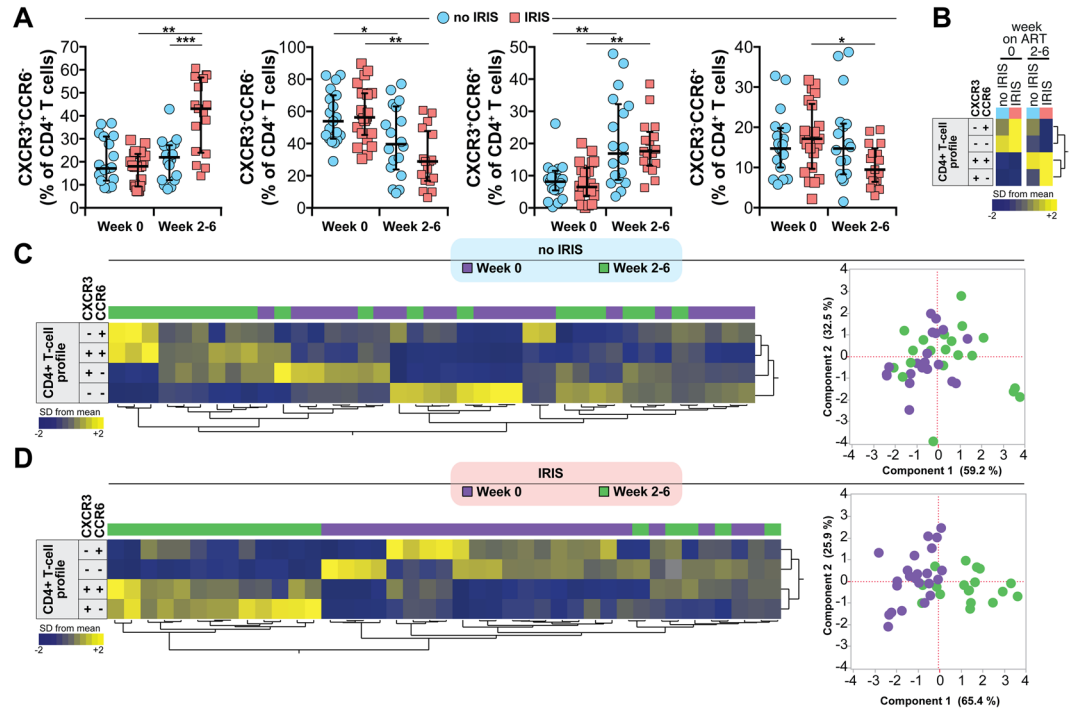 A
no IRIS IRIS
CXCR3⁺CCR6⁻
(% of CD4⁺ T cells)
70
60
50
40
30
20
10
0
** 
***
Week 0 Week 2-6
CXCR3⁻CCR6⁻
(% of CD4⁺ T cells)
100
80
60
40
20
0
*
**
Week 0 Week 2-6
CXCR3⁺CCR6⁺
(% of CD4⁺ T cells)
50
40
30
20
10
0
**
**
Week 0 Week 2-6
CXCR3⁻CCR6⁺
(% of CD4⁺ T cells)
40
30
20
10
0
*
Week 0 Week 2-6
B
week
on ART
0 2-6
no IRIS
IRIS
no IRIS
IRIS
CXCR3
CCR6
CD4+ T-cell
profile
- +
- -
+ +
+ -
SD from mean
-2 +2
C
no IRIS
Week 0 Week 2-6
CXCR3
CCR6
CD4+ T-cell
profile
- +
+ +
+ -
- -
SD from mean
-2 +2
Component 2 (32.5 %)
4
3
2
1
0
-1
-2
-3
-4
-4 -3 -2 -1 0 1 2 3 4
Component 1 (59.2 %)
D
IRIS
Week 0 Week 2-6
CXCR3
CCR6
CD4+ T-cell
profile
- +
- -
+ +
+ -
SD from mean
-2 +2
Component 2 (25.9 %)
4
3
2
1
0
-1
-2
-3
-4
-4 -3 -2 -1 0 1 2 3 4
Component 1 (65.4 %)